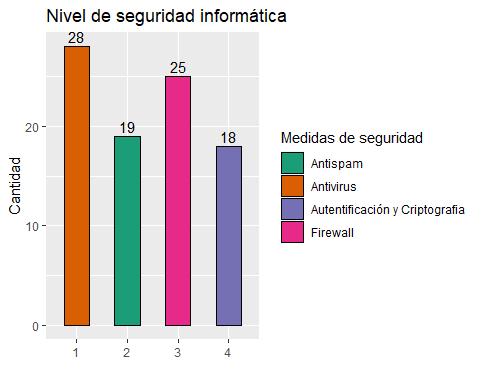 Nivel de seguridad informática
28
19
25
18
Cantidad
20
10
0
1 2 3 4
Medidas de seguridad
Antispam
Antivirus
Autentificación y Criptografia
Firewall